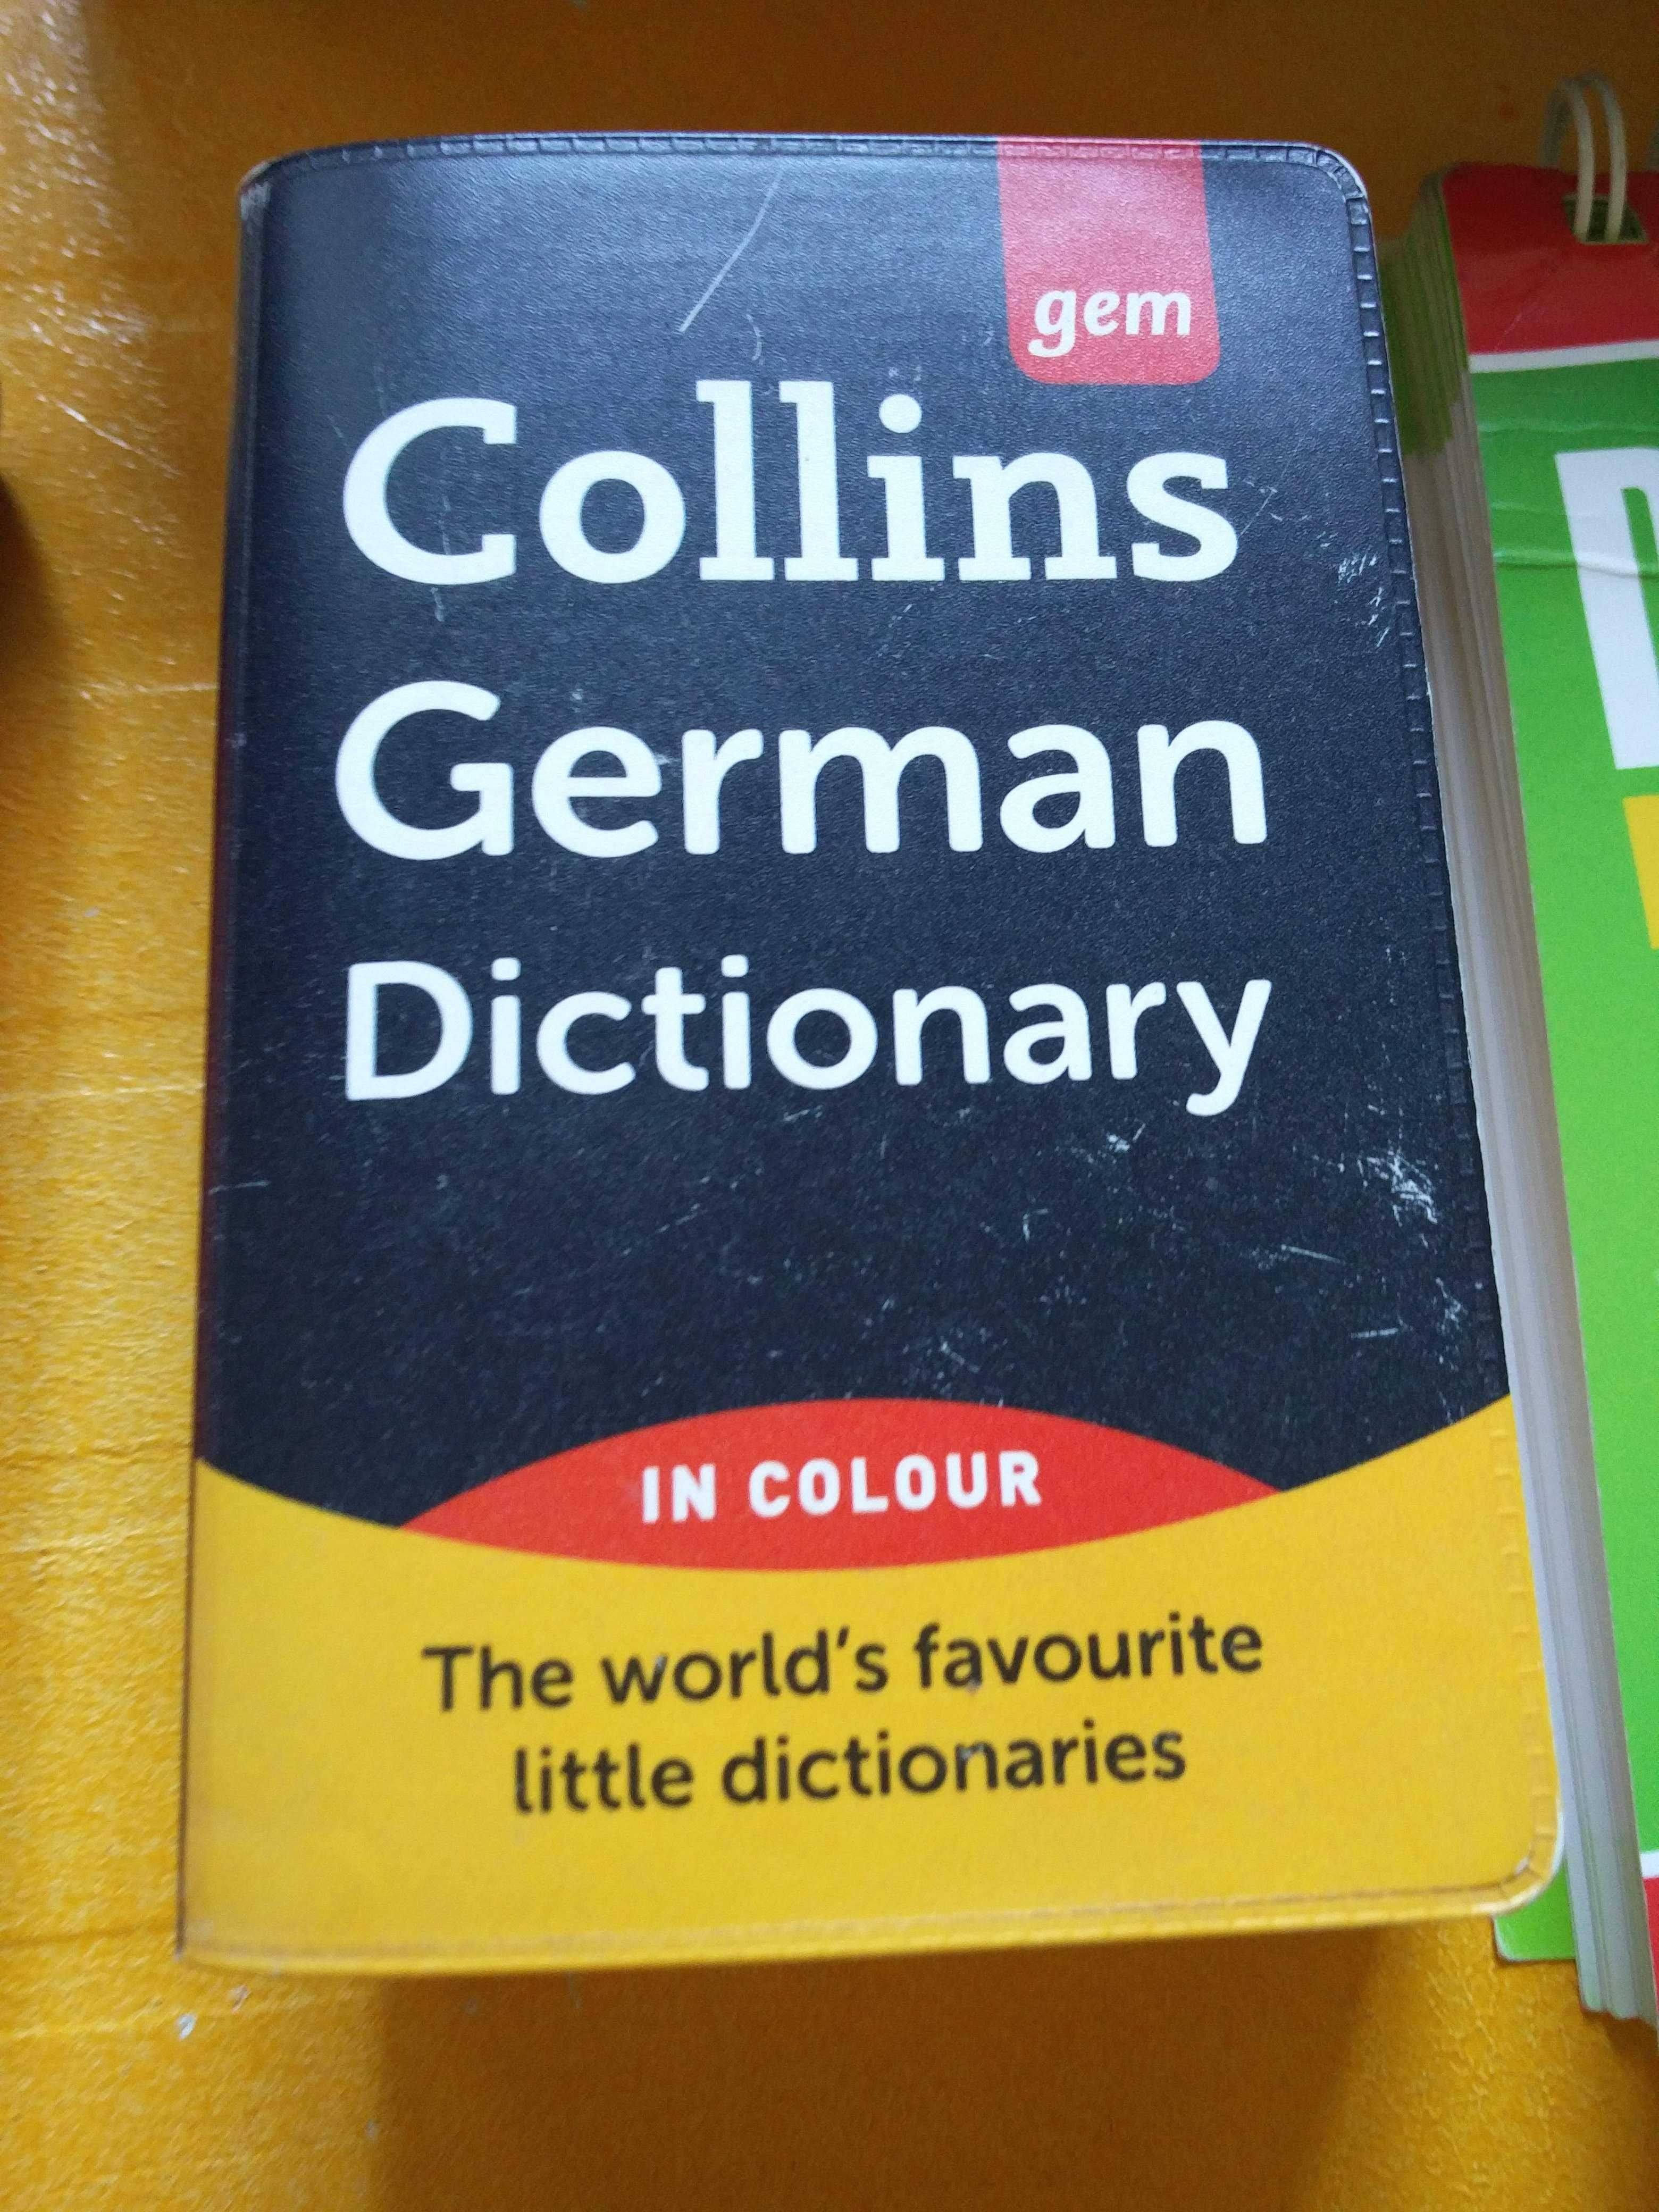 gem
Collins
German
Dictionary
IN COLOUR
The world's favourite
little dictionaries